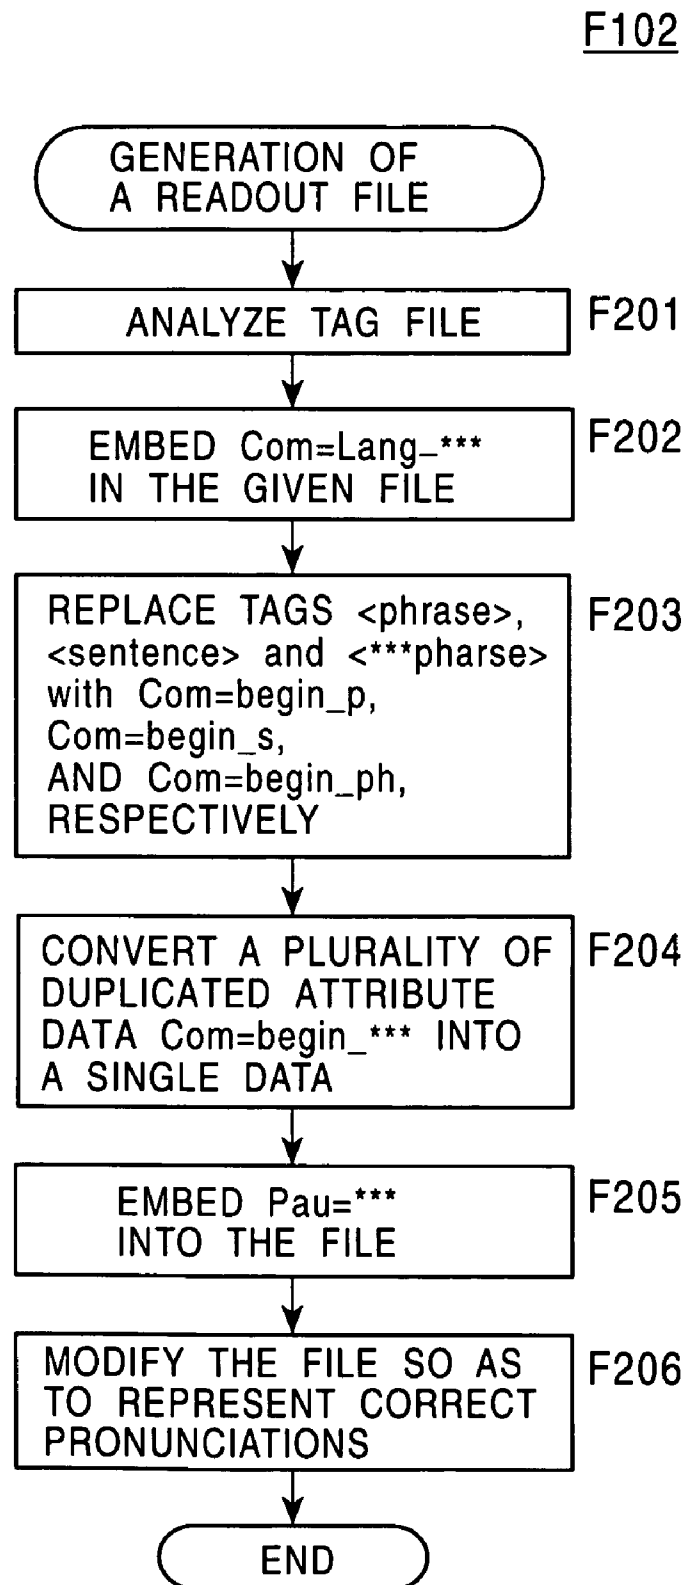 F102
GENERATION OF
A READOUT FILE
ANALYZE TAG FILE
F201
EMBED Com=Lang_***
IN THE GIVEN FILE
F202
REPLACE TAGS <phrase>,
<sentence> and <***pharse>
with Com=begin_p,
Com=begin_s,
AND Com=begin_ph,
RESPECTIVELY
F203
CONVERT A PLURALITY OF
DUPLICATED ATTRIBUTE
DATA Com=begin_*** INTO
A SINGLE DATA
F204
EMBED Pau=***
INTO THE FILE
F205
MODIFY THE FILE SO AS
TO REPRESENT CORRECT
PRONUNCIATIONS
F206
END